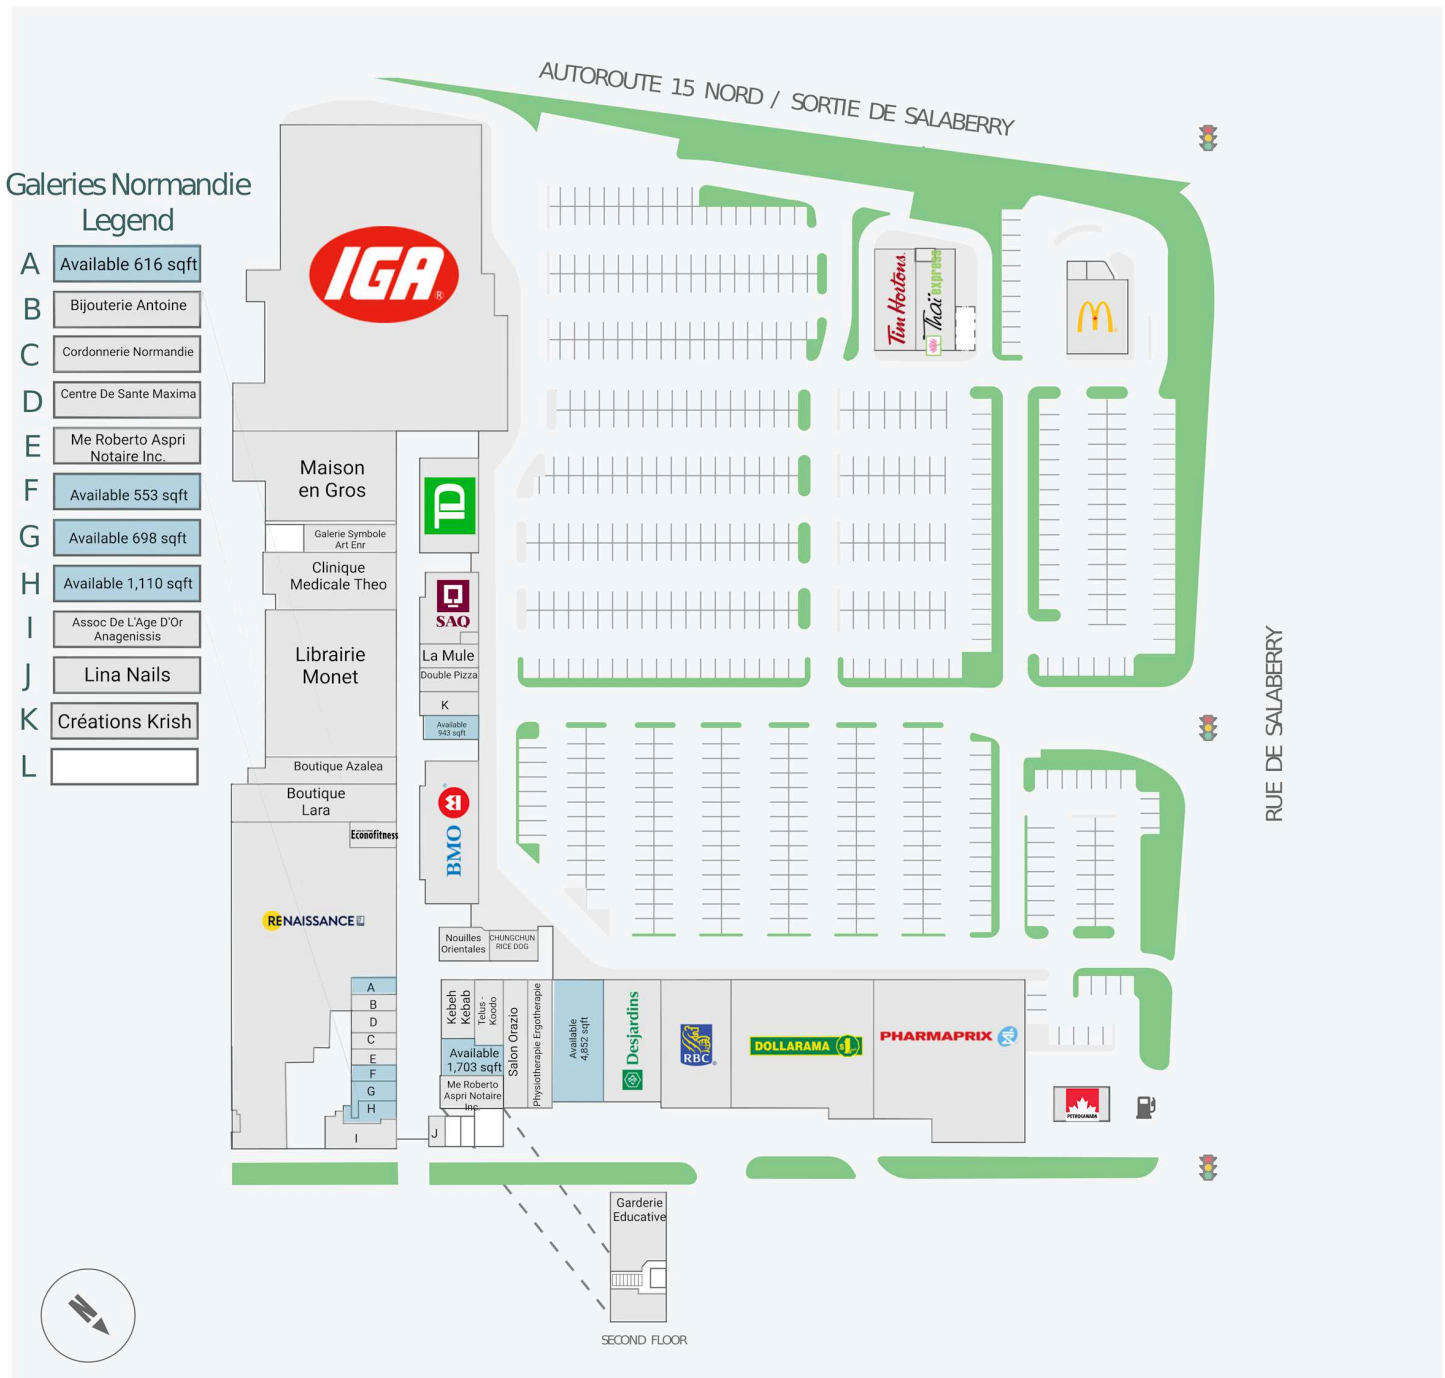 AUTOROUTE 15 NORD / SORTIE DE SALABERRY
Galeries Normandie
Legend
A Available 616 sqft
B Bijouterie Antoine
C Cordonnerie Normandie
D Centre De Sante Maxima
E Me Roberto Aspri
Notaire Inc.
F Available 553 sqft
G Available 698 sqft
H Available 1,110 sqft
I Assoc De L'Age D'Or
Anagenissis
J Lina Nails
K Créations Krish
L
IGA
®
Tim Hortons
Thaï express
Maison
en Gros
TD
Galerie Symbole
Art Enr
Clinique
Medicale Theo
SAQ
La Mule
Librairie
Monet
Double Pizza
K
Available
943 sqft
Boutique Azalea
Boutique
Lara
BMO
Éconofitness
RENAISSANCE
RUE DE SALABERRY
Nouilles
Orientales
CHUNGCHUN
RICE DOG
A
B
D
C
E
F
G
H
I
Kebeh
Kebab
Telus -
Koodo
Salon Orazio
Physiotherapie Ergotherapie
Available
4,852 sqft
Desjardins
RBC
®
DOLLARAMA $1
PHARMAPRIX
Available
1,703 sqft
Me Roberto
Aspri Notaire
Inc.
J
PETRO-CANADA
Garderie
Educative
SECOND FLOOR
N